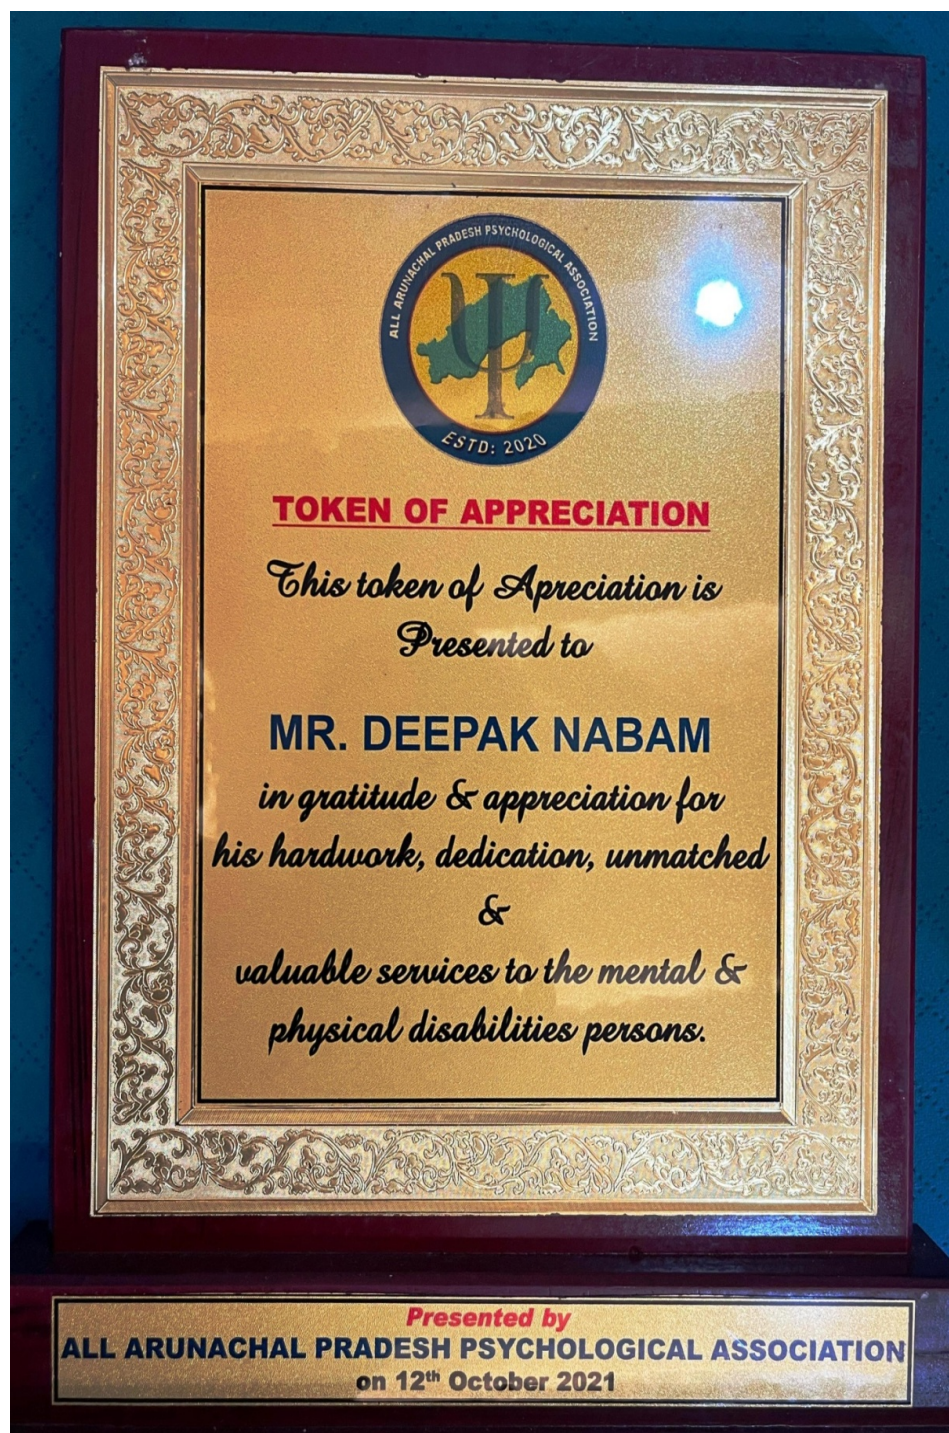 ALL ARUNACHAL PRADESH PSYCHOLOGICAL ASSOCIATION
ESTD: 2020
TOKEN OF APPRECIATION
This token of Apreciation is
Presented to
MR. DEEPAK NABAM
in gratitude & appreciation for
his hardwork, dedication, unmatched
&
valuable services to the mental &
physical disabilities persons.
Presented by
ALL ARUNACHAL PRADESH PSYCHOLOGICAL ASSOCIATION
on 12th October 2021